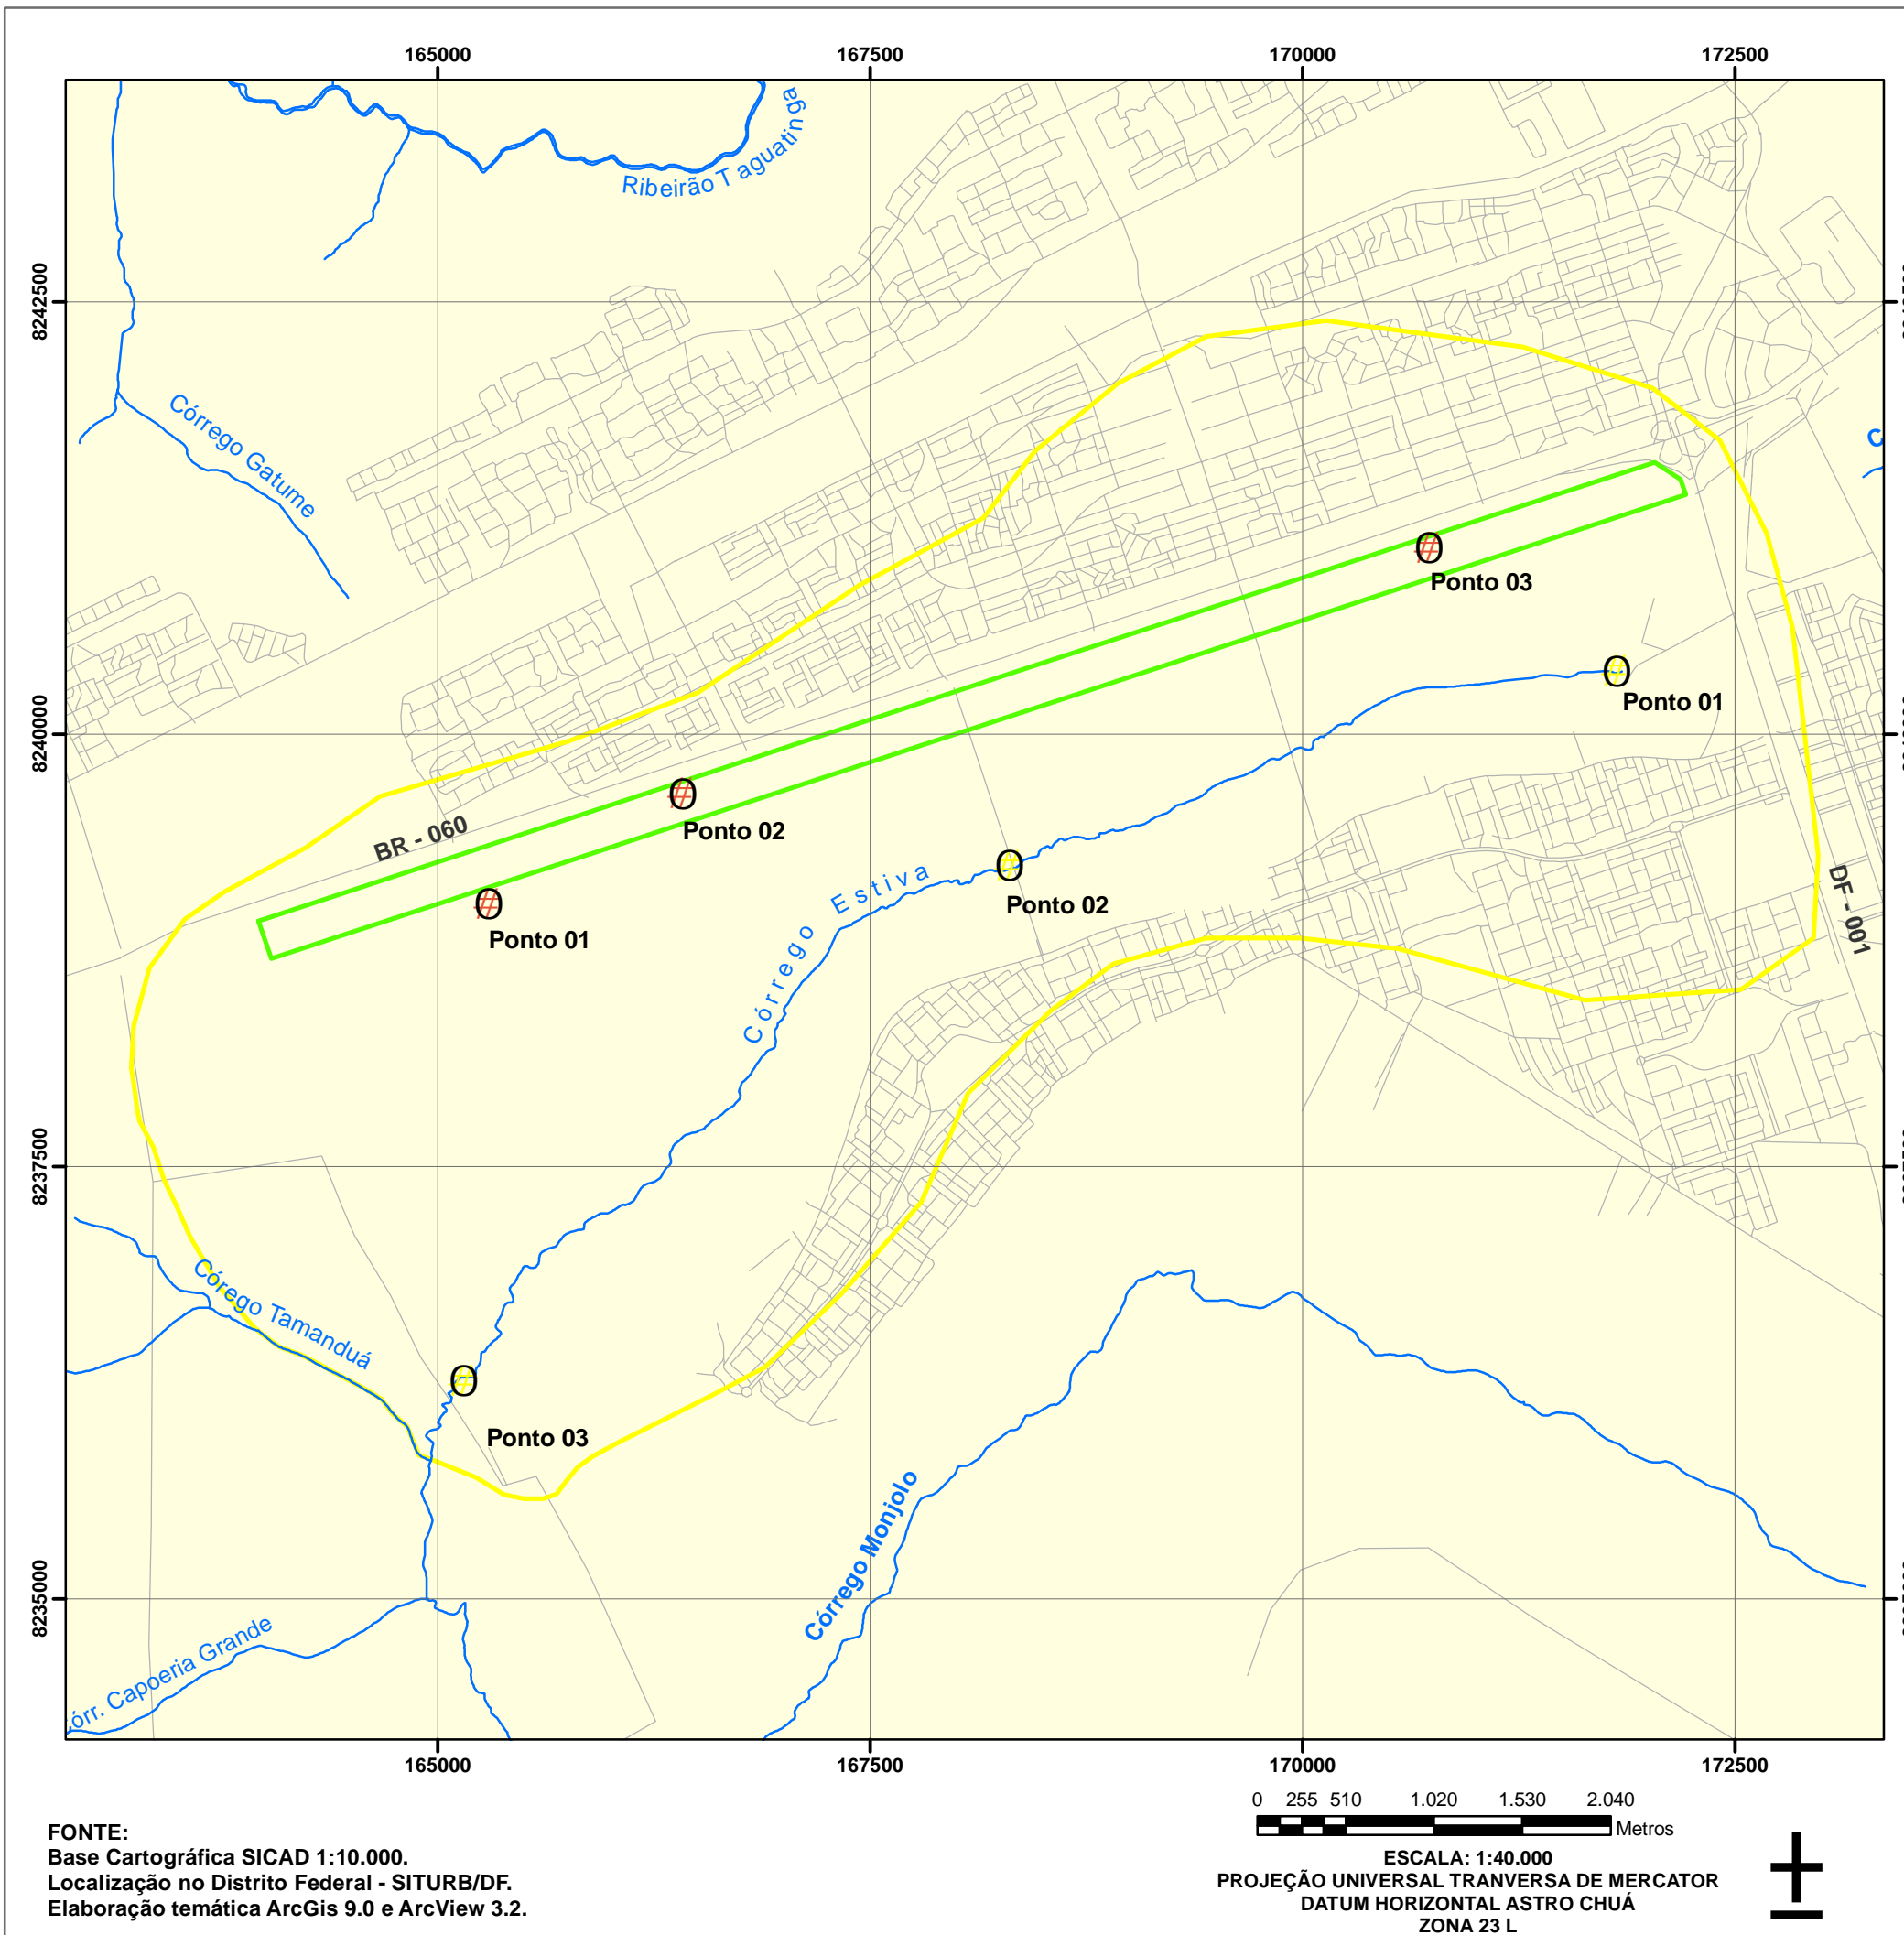 165000
167500
170000
172500
Ribeirão T aguatinga
8242500
Córrego Gatume
Ponto 03
Ponto 01
8240000
Ponto 02
BR - 060
DF - 001
Ponto 02
Ponto 01
Córrego Estiva
8237500
Córego Tamanduá
Ponto 03
Córrego Monjolo
8235000
órr. Capoeria Grande
165000
167500
170000
172500
0 255 510 1.020 1.530 2.040
Metros
FONTE:
Base Cartográfica SICAD 1:10.000.
Localização no Distrito Federal - SITURB/DF.
Elaboração temática ArcGis 9.0 e ArcView 3.2.
ESCALA: 1:40.000
PROJEÇÃO UNIVERSAL TRANVERSA DE MERCATOR
DATUM HORIZONTAL ASTRO CHUÁ
ZONA 23 L